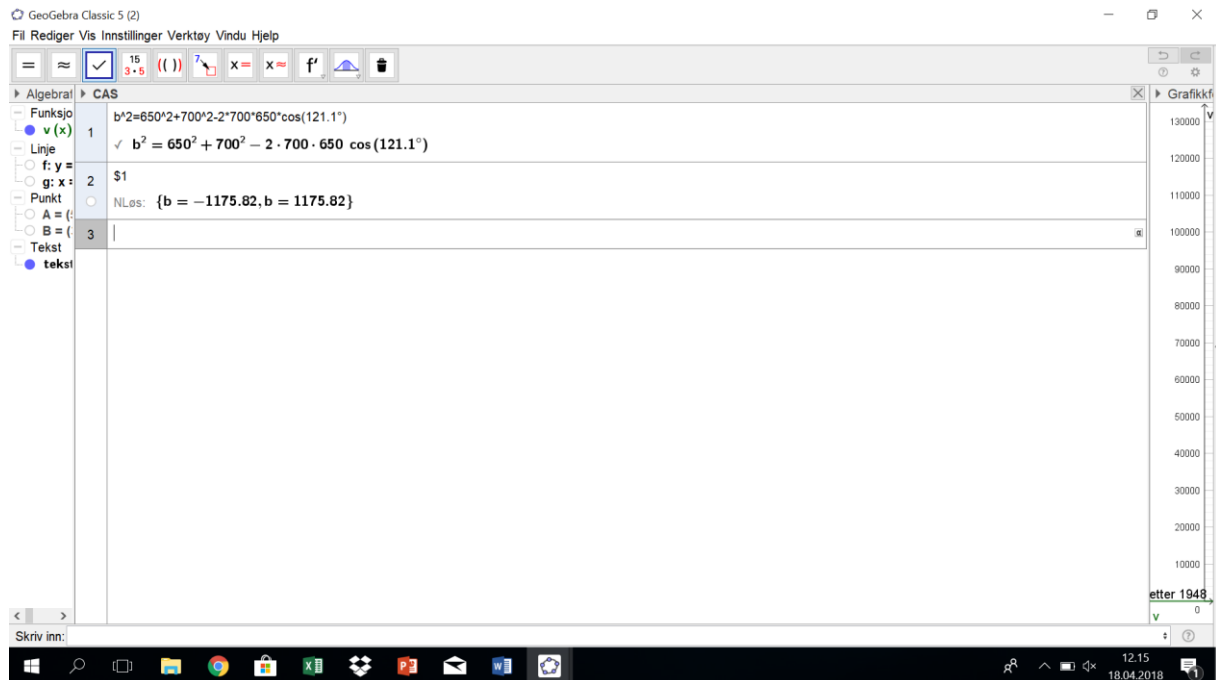 GeoGebra Classic 5 (2)
Fil Rediger Vis Innstillinger Verktøy Vindu Hjelp
= ≈ ✓ 15 3·5 (( )) 7 x= x≈ f′
Algebraf CAS Grafikkf
Funksjo
v (x)
Linje
f: y =
g: x =
Punkt
A = (
B = (
Tekst
tekst
1 b^2=650^2+700^2-2*700*650*cos(121.1°)
✓ b² = 650² + 700² − 2 · 700 · 650 cos (121.1°)
2 $1
NLøs: {b = −1175.82, b = 1175.82}
3
α
v
130000
120000
110000
100000
90000
80000
70000
60000
50000
40000
30000
20000
10000
etter 1948
0
v
Skriv inn:
12.15
18.04.2018